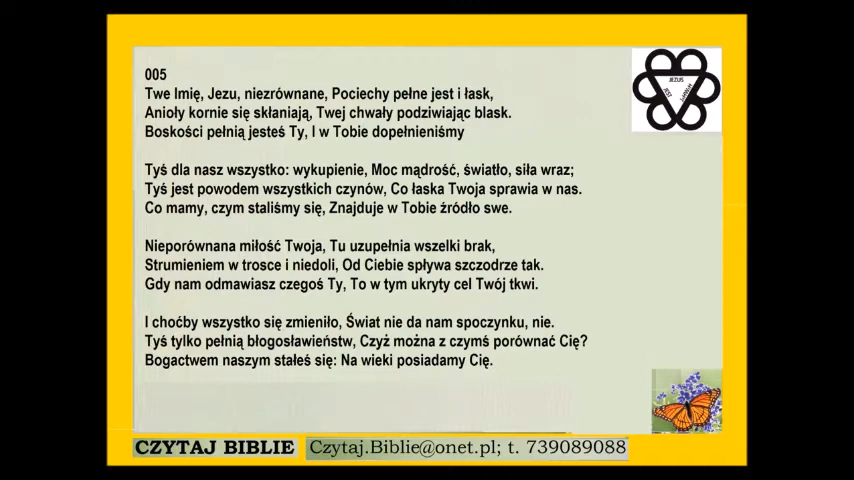 005
Twe Imię, Jezu, niezrównane, Pociechy pełne jest i łask,
Anioły kornie się skłaniają, Twej chwały podziwiając blask.
Boskości pełnią jesteś Ty, I w Tobie dopełnieniśmy
Tyś dla nasz wszystko: wykupienie, Moc mądrość, światło, siła wraz;
Tyś jest powodem wszystkich czynów, Co łaska Twoja sprawia w nas.
Co mamy, czym staliśmy się, Znajduje w Tobie źródło swe.
Nieporównana miłość Twoja, Tu uzupełnia wszelki brak,
Strumieniem w trosce i niedoli, Od Ciebie spływa szczodrze tak.
Gdy nam odmawiasz czegoś Ty, To w tym ukryty cel Twój tkwi.
I choćby wszystko się zmieniło, Świat nie da nam spoczynku, nie.
Tyś tylko pełnią błogosławieństw, Czyż można z czymś porównać Cię?
Bogactwem naszym stałeś się: Na wieki posiadamy Cię.
JEZUS
JEST
PANEM
CZYTAJ BIBLIE Czytaj.Biblie@onet.pl; t. 739089088